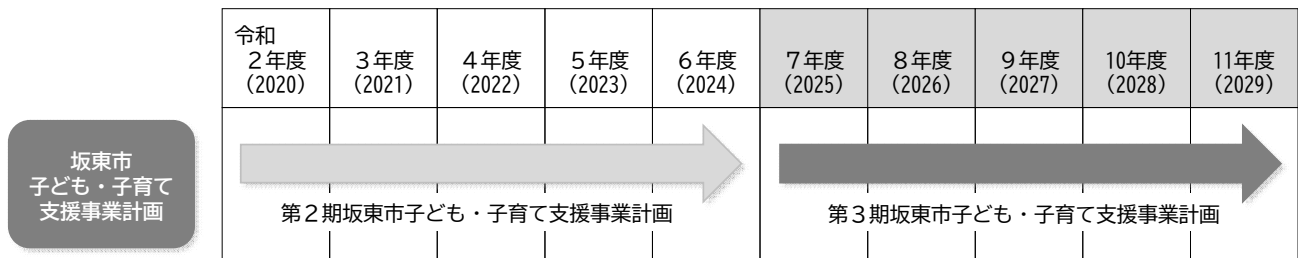 令和
２年度
(2020)
３年度
(2021)
４年度
(2022)
５年度
(2023)
６年度
(2024)
７年度
(2025)
８年度
(2026)
９年度
(2027)
10年度
(2028)
11年度
(2029)
坂東市
子ども・子育て
支援事業計画
第２期坂東市子ども・子育て支援事業計画
第３期坂東市子ども・子育て支援事業計画